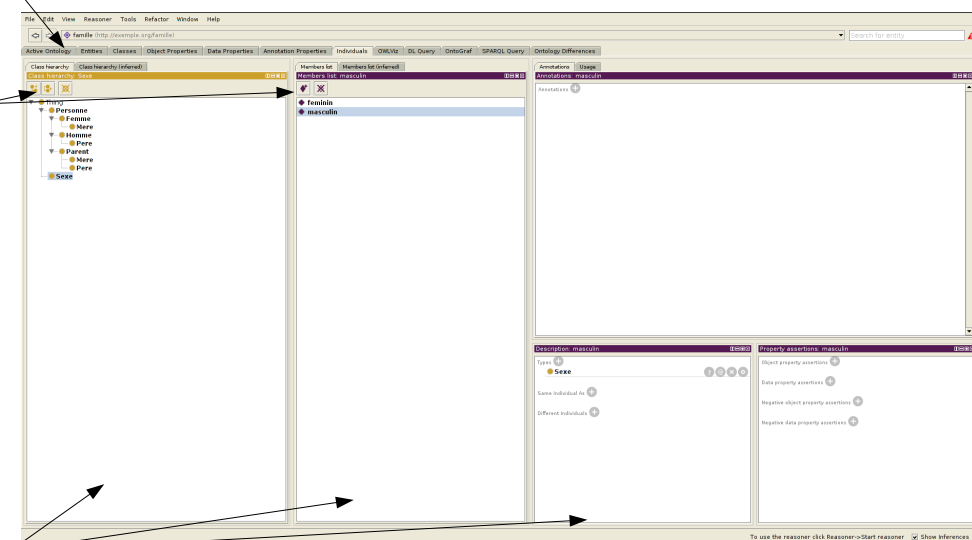 File Edit View Reasoner Tools Refactor Window Help
famille (http://exemple.org/famille)
Search for entity
Active Ontology Entities Classes Object Properties Data Properties Annotation Properties Individuals OWLViz DL Query OntoGraf SPARQL Query Ontology Differences
Class hierarchy Class hierarchy (inferred)
Class hierarchy: Sexe
Thing
Personne
Femme
Mere
Homme
Pere
Parent
Mere
Pere
Sexe
Members list Members list (inferred)
Members list: masculin
feminin
masculin
Annotations Usage
Annotations: masculin
Annotations
Description: masculin
Types
Sexe
Same Individual As
Different Individuals
Property assertions: masculin
Object property assertions
Data property assertions
Negative object property assertions
Negative data property assertions
To use the reasoner click Reasoner->Start reasoner Show Inferences